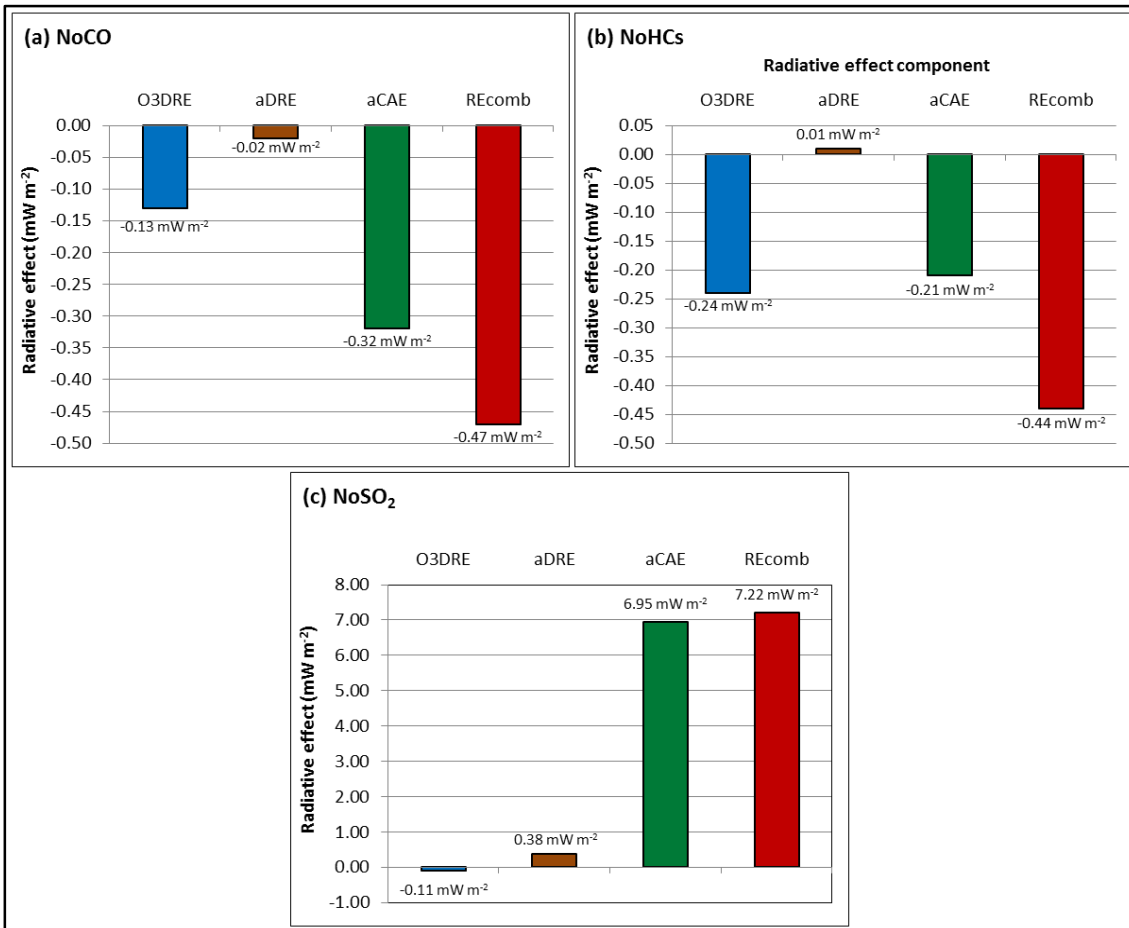 (a) NoCO
O3DRE aDRE aCAE REcomb
Radiative effect (mW m⁻²)
0.00
-0.05
-0.10
-0.15
-0.20
-0.25
-0.30
-0.35
-0.40
-0.45
-0.50
-0.13 mW m⁻²
-0.02 mW m⁻²
-0.32 mW m⁻²
-0.47 mW m⁻²
(b) NoHCs
Radiative effect component
O3DRE aDRE aCAE REcomb
Radiative effect (mW m⁻²)
0.05
0.00
-0.05
-0.10
-0.15
-0.20
-0.25
-0.30
-0.35
-0.40
-0.45
-0.50
-0.24 mW m⁻²
0.01 mW m⁻²
-0.21 mW m⁻²
-0.44 mW m⁻²
(c) NoSO₂
O3DRE aDRE aCAE REcomb
Radiative effect (mW m⁻²)
8.00
7.00
6.00
5.00
4.00
3.00
2.00
1.00
0.00
-1.00
-0.11 mW m⁻²
0.38 mW m⁻²
6.95 mW m⁻²
7.22 mW m⁻²